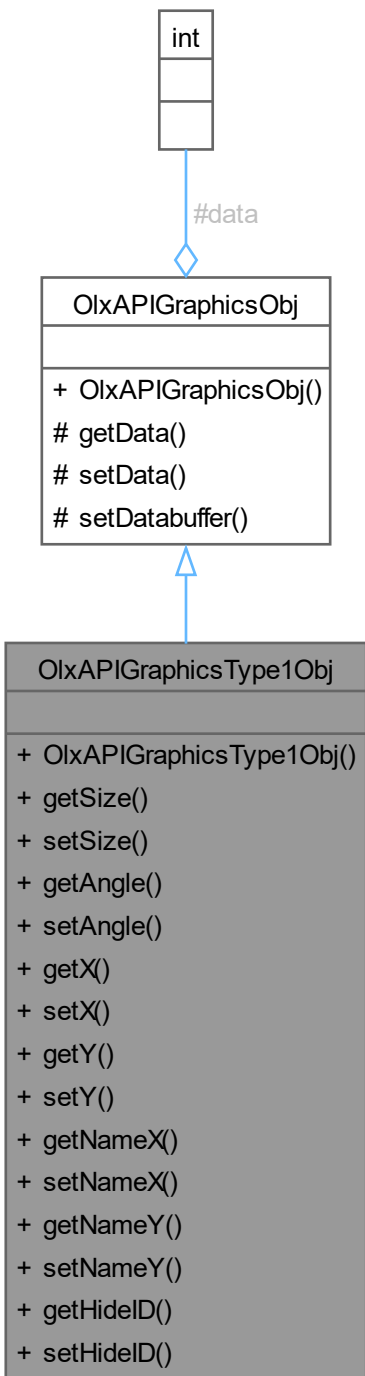 int
#data
OlxAPIGraphicsObj
+ OlxAPIGraphicsObj()
# getData()
# setData()
# setDatabuffer()
OlxAPIGraphicsType1Obj
+ OlxAPIGraphicsType1Obj()
+ getSize()
+ setSize()
+ getAngle()
+ setAngle()
+ getX()
+ setX()
+ getY()
+ setY()
+ getNameX()
+ setNameX()
+ getNameY()
+ setNameY()
+ getHideID()
+ setHideID()